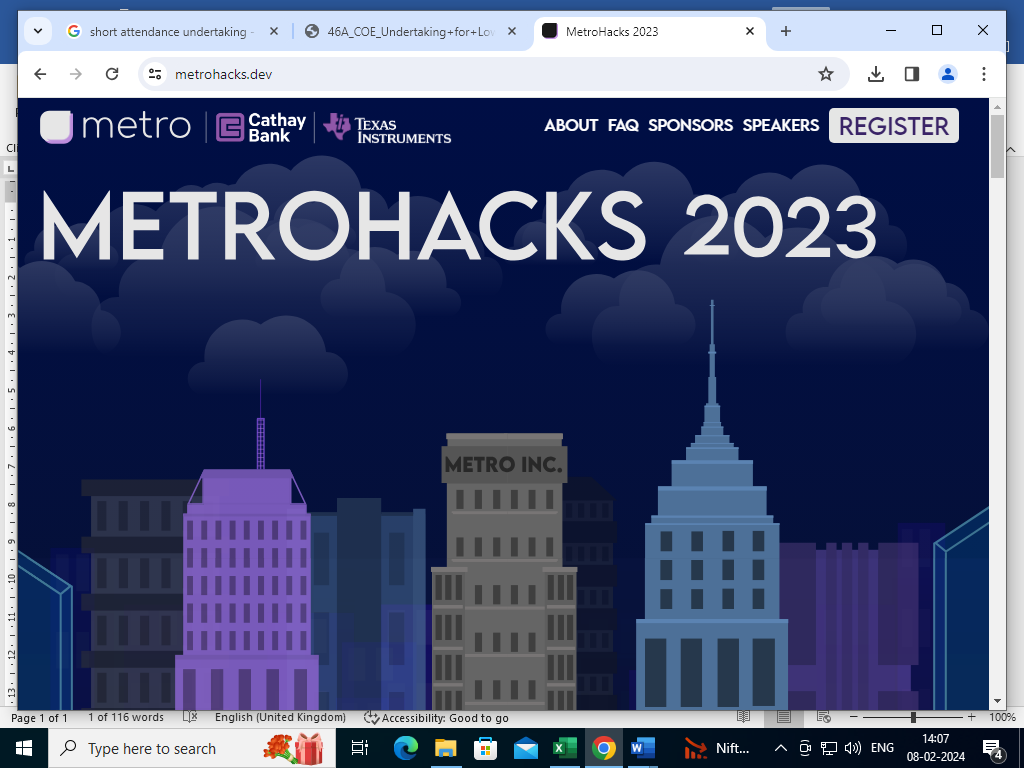 short attendance undertaking -
46A_COE_Undertaking+for+Lov
MetroHacks 2023
metrohacks.dev
metro
Cathay Bank
TEXAS INSTRUMENTS
ABOUT FAQ SPONSORS SPEAKERS REGISTER
METROHACKS 2023
METRO INC.
Page 1 of 1 1 of 116 words English (United Kingdom) Accessibility: Good to go 100%
Type here to search
Nift...
ENG
14:07
08-02-2024
4